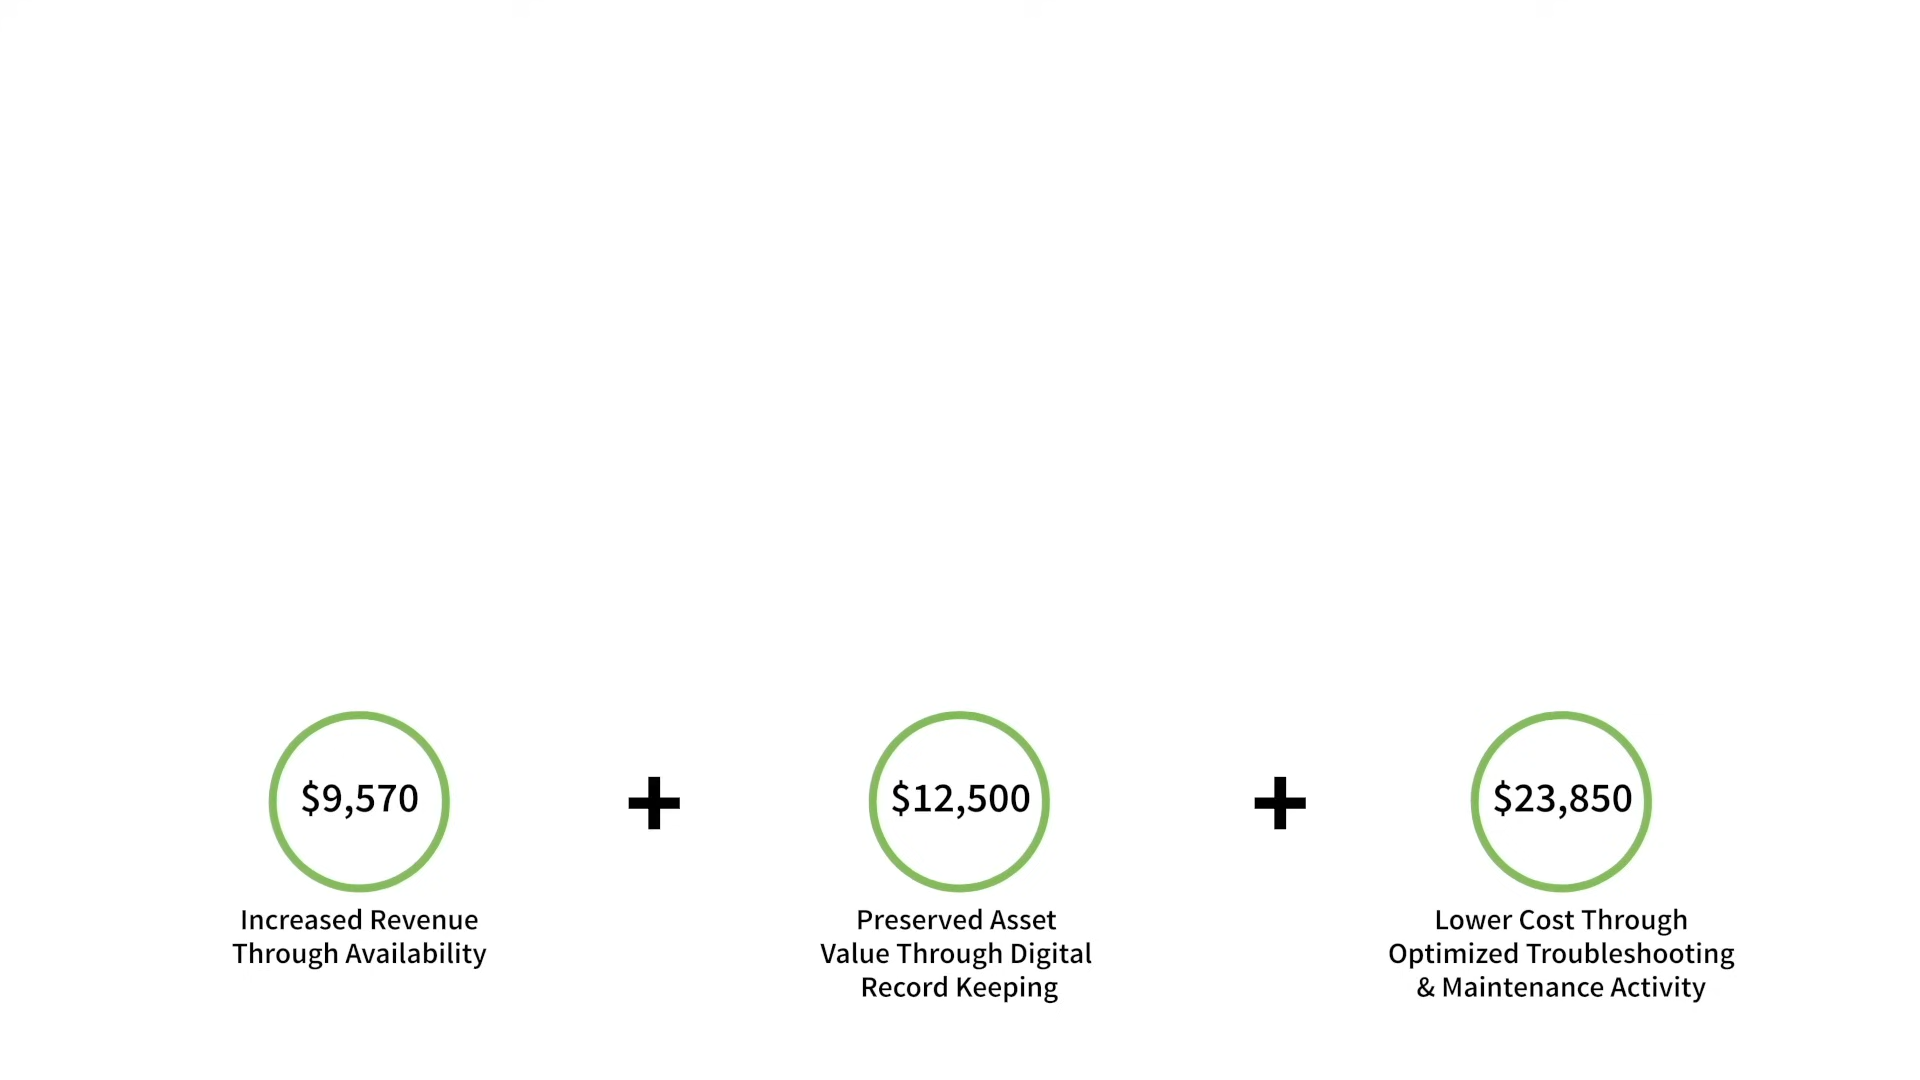 $9,570
+
$12,500
+
$23,850
Increased Revenue
Through Availability
Preserved Asset
Value Through Digital
Record Keeping
Lower Cost Through
Optimized Troubleshooting
& Maintenance Activity